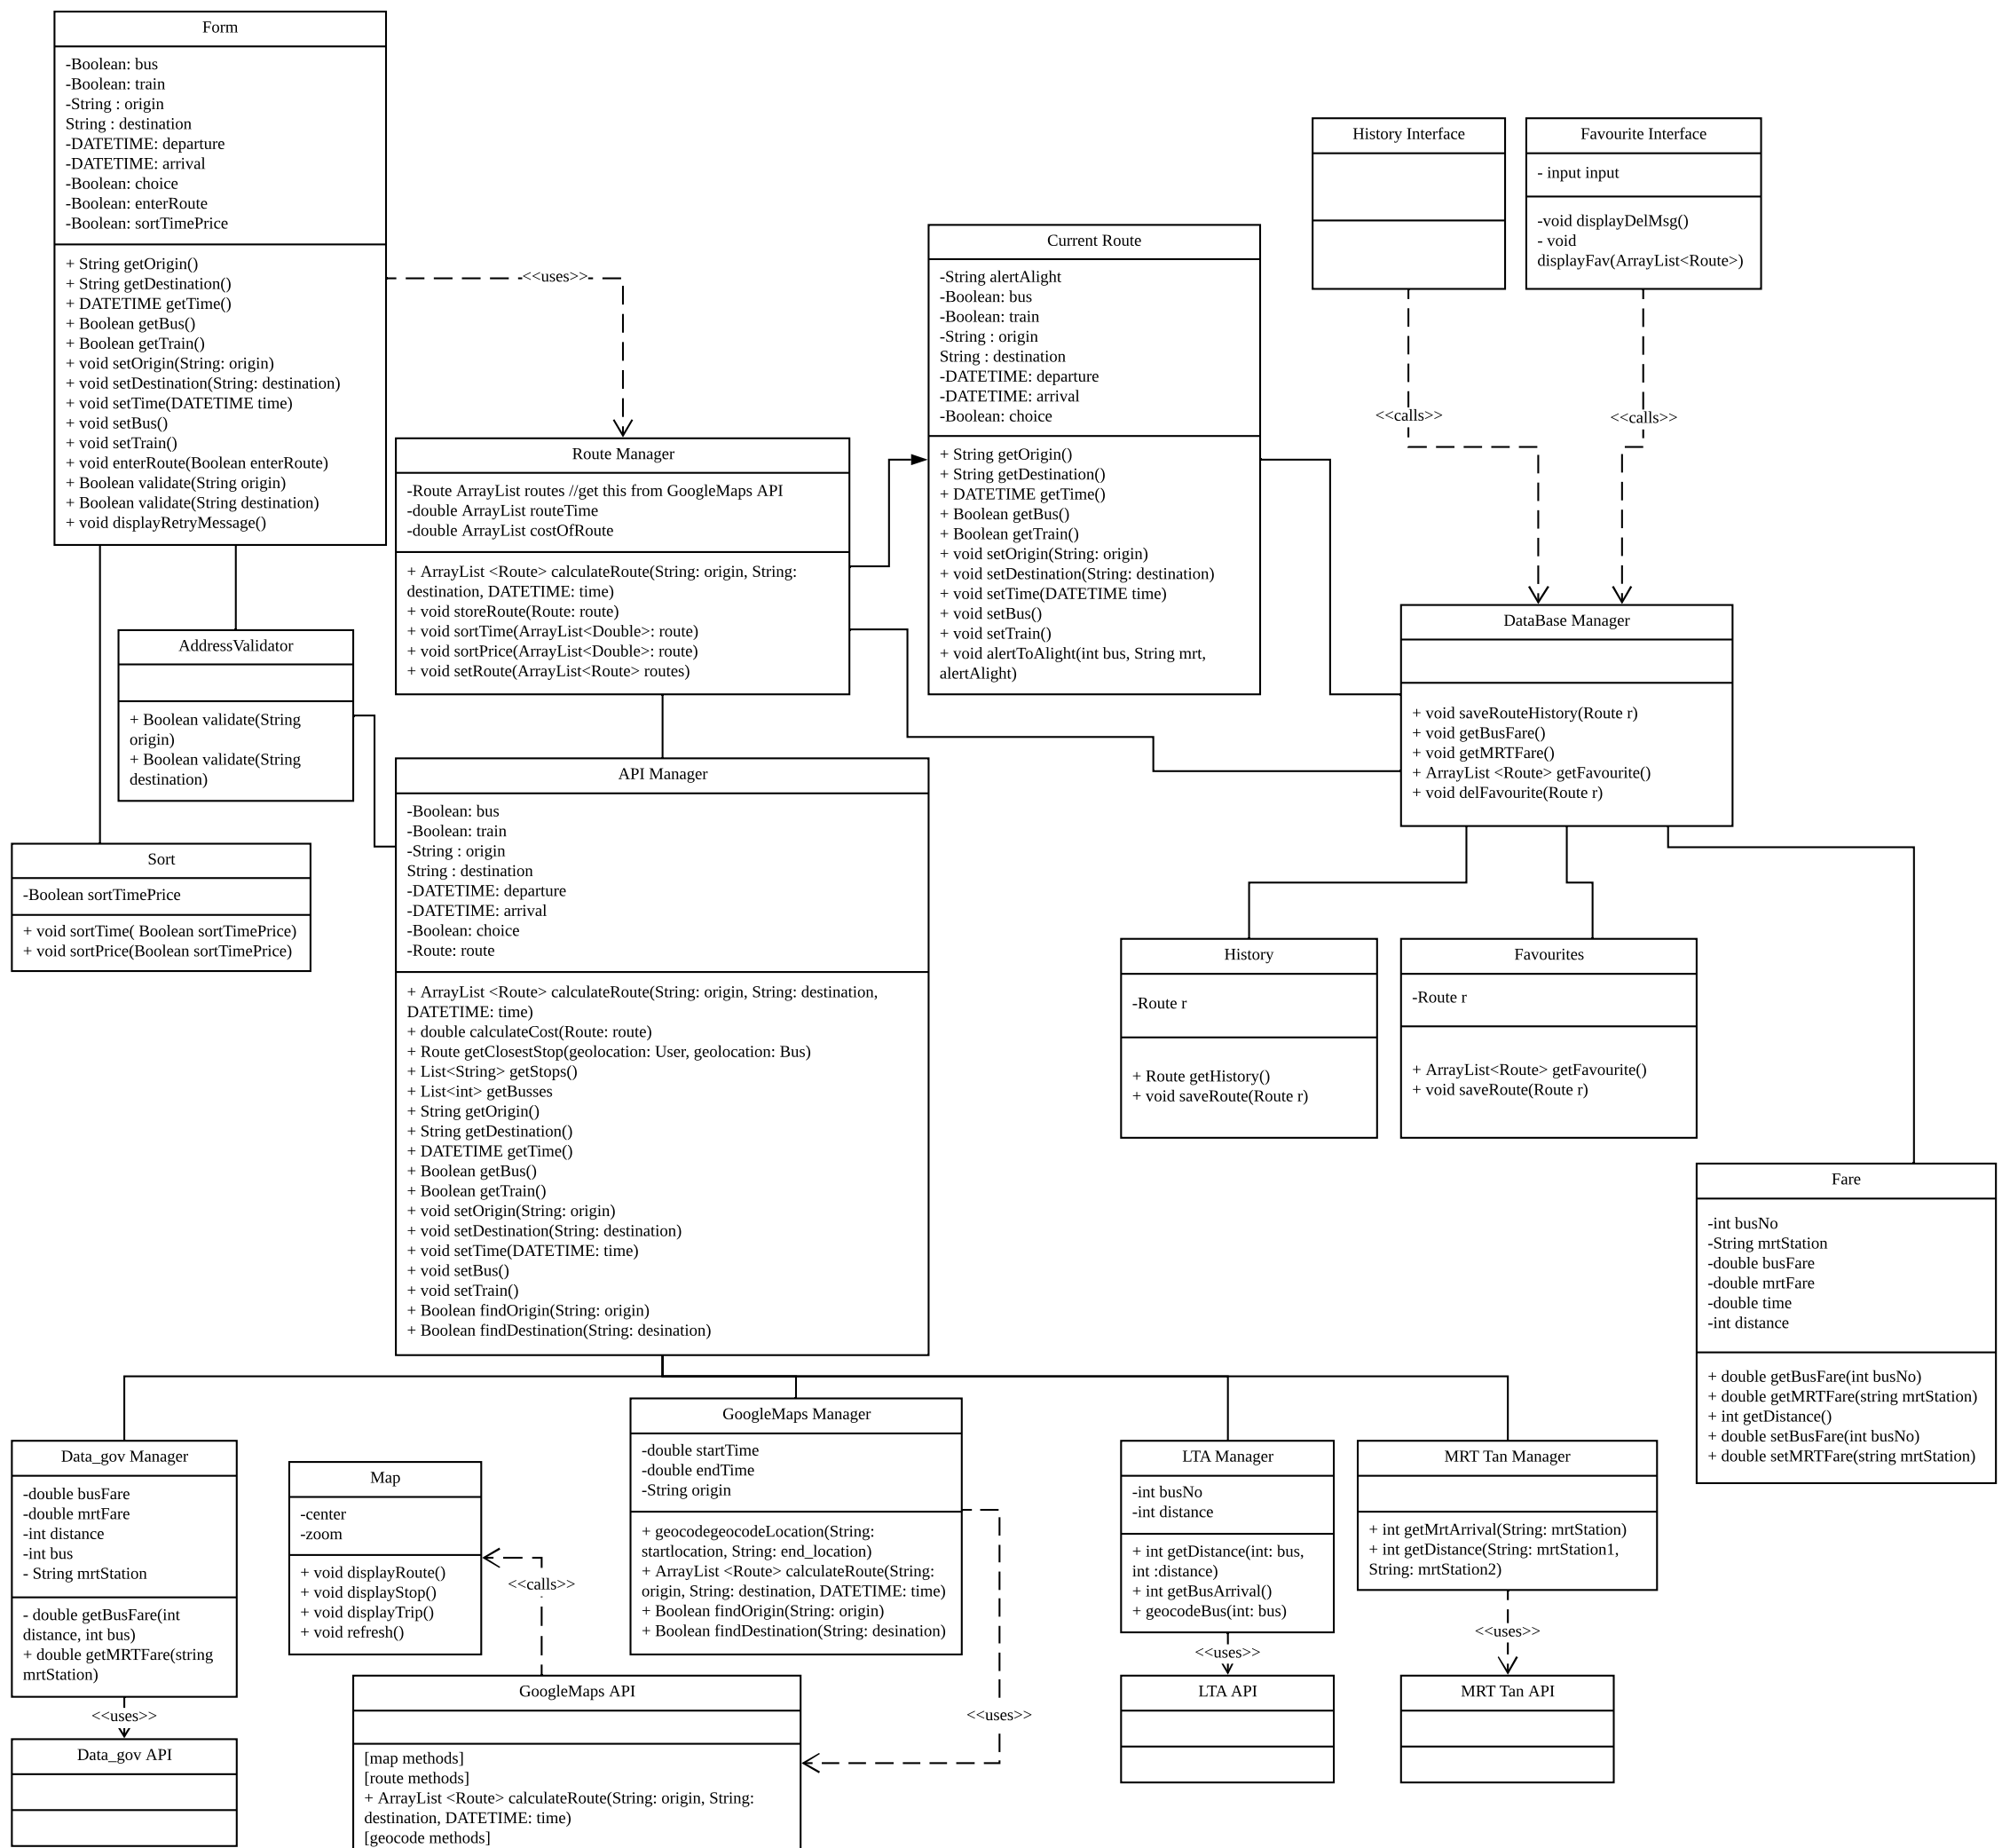 Form
-Boolean: bus
-Boolean: train
-String : origin
String : destination
-DATETIME: departure
-DATETIME: arrival
-Boolean: choice
-Boolean: enterRoute
-Boolean: sortTimePrice
+ String getOrigin()
+ String getDestination()
+ DATETIME getTime()
+ Boolean getBus()
+ Boolean getTrain()
+ void setOrigin(String: origin)
+ void setDestination(String: destination)
+ void setTime(DATETIME time)
+ void setBus()
+ void setTrain()
+ void enterRoute(Boolean enterRoute)
+ Boolean validate(String origin)
+ Boolean validate(String destination)
+ void displayRetryMessage()
<<uses>>
History Interface
Favourite Interface
- input input
-void displayDelMsg()
- void
displayFav(ArrayList<Route>)
<<calls>>
<<calls>>
Current Route
-String alertAlight
-Boolean: bus
-Boolean: train
-String : origin
String : destination
-DATETIME: departure
-DATETIME: arrival
-Boolean: choice
+ String getOrigin()
+ String getDestination()
+ DATETIME getTime()
+ Boolean getBus()
+ Boolean getTrain()
+ void setOrigin(String: origin)
+ void setDestination(String: destination)
+ void setTime(DATETIME time)
+ void setBus()
+ void setTrain()
+ void alertToAlight(int bus, String mrt,
alertAlight)
Route Manager
-Route ArrayList routes //get this from GoogleMaps API
-double ArrayList routeTime
-double ArrayList costOfRoute
+ ArrayList <Route> calculateRoute(String: origin, String:
destination, DATETIME: time)
+ void storeRoute(Route: route)
+ void sortTime(ArrayList<Double>: route)
+ void sortPrice(ArrayList<Double>: route)
+ void setRoute(ArrayList<Route> routes)
AddressValidator
+ Boolean validate(String
origin)
+ Boolean validate(String
destination)
DataBase Manager
+ void saveRouteHistory(Route r)
+ void getBusFare()
+ void getMRTFare()
+ ArrayList <Route> getFavourite()
+ void delFavourite(Route r)
Sort
-Boolean sortTimePrice
+ void sortTime( Boolean sortTimePrice)
+ void sortPrice(Boolean sortTimePrice)
API Manager
-Boolean: bus
-Boolean: train
-String : origin
String : destination
-DATETIME: departure
-DATETIME: arrival
-Boolean: choice
-Route: route
+ ArrayList <Route> calculateRoute(String: origin, String: destination,
DATETIME: time)
+ double calculateCost(Route: route)
+ Route getClosestStop(geolocation: User, geolocation: Bus)
+ List<String> getStops()
+ List<int> getBusses
+ String getOrigin()
+ String getDestination()
+ DATETIME getTime()
+ Boolean getBus()
+ Boolean getTrain()
+ void setOrigin(String: origin)
+ void setDestination(String: destination)
+ void setTime(DATETIME: time)
+ void setBus()
+ void setTrain()
+ Boolean findOrigin(String: origin)
+ Boolean findDestination(String: desination)
History
-Route r
+ Route getHistory()
+ void saveRoute(Route r)
Favourites
-Route r
+ ArrayList<Route> getFavourite()
+ void saveRoute(Route r)
Fare
-int busNo
-String mrtStation
-double busFare
-double mrtFare
-double time
-int distance
+ double getBusFare(int busNo)
+ double getMRTFare(string mrtStation)
+ int getDistance()
+ double setBusFare(int busNo)
+ double setMRTFare(string mrtStation)
Data_gov Manager
-double busFare
-double mrtFare
-int distance
-int bus
- String mrtStation
- double getBusFare(int
distance, int bus)
+ double getMRTFare(string
mrtStation)
<<uses>>
Data_gov API
Map
-center
-zoom
+ void displayRoute()
+ void displayStop()
+ void displayTrip()
+ void refresh()
<<calls>>
GoogleMaps Manager
-double startTime
-double endTime
-String origin
+ geocodegeocodeLocation(String:
startlocation, String: end_location)
+ ArrayList <Route> calculateRoute(String:
origin, String: destination, DATETIME: time)
+ Boolean findOrigin(String: origin)
+ Boolean findDestination(String: desination)
<<uses>>
GoogleMaps API
[map methods]
[route methods]
+ ArrayList <Route> calculateRoute(String: origin, String:
destination, DATETIME: time)
[geocode methods]
LTA Manager
-int busNo
-int distance
+ int getDistance(int: bus,
int :distance)
+ int getBusArrival()
+ geocodeBus(int: bus)
<<uses>>
LTA API
MRT Tan Manager
+ int getMrtArrival(String: mrtStation)
+ int getDistance(String: mrtStation1,
String: mrtStation2)
<<uses>>
MRT Tan API